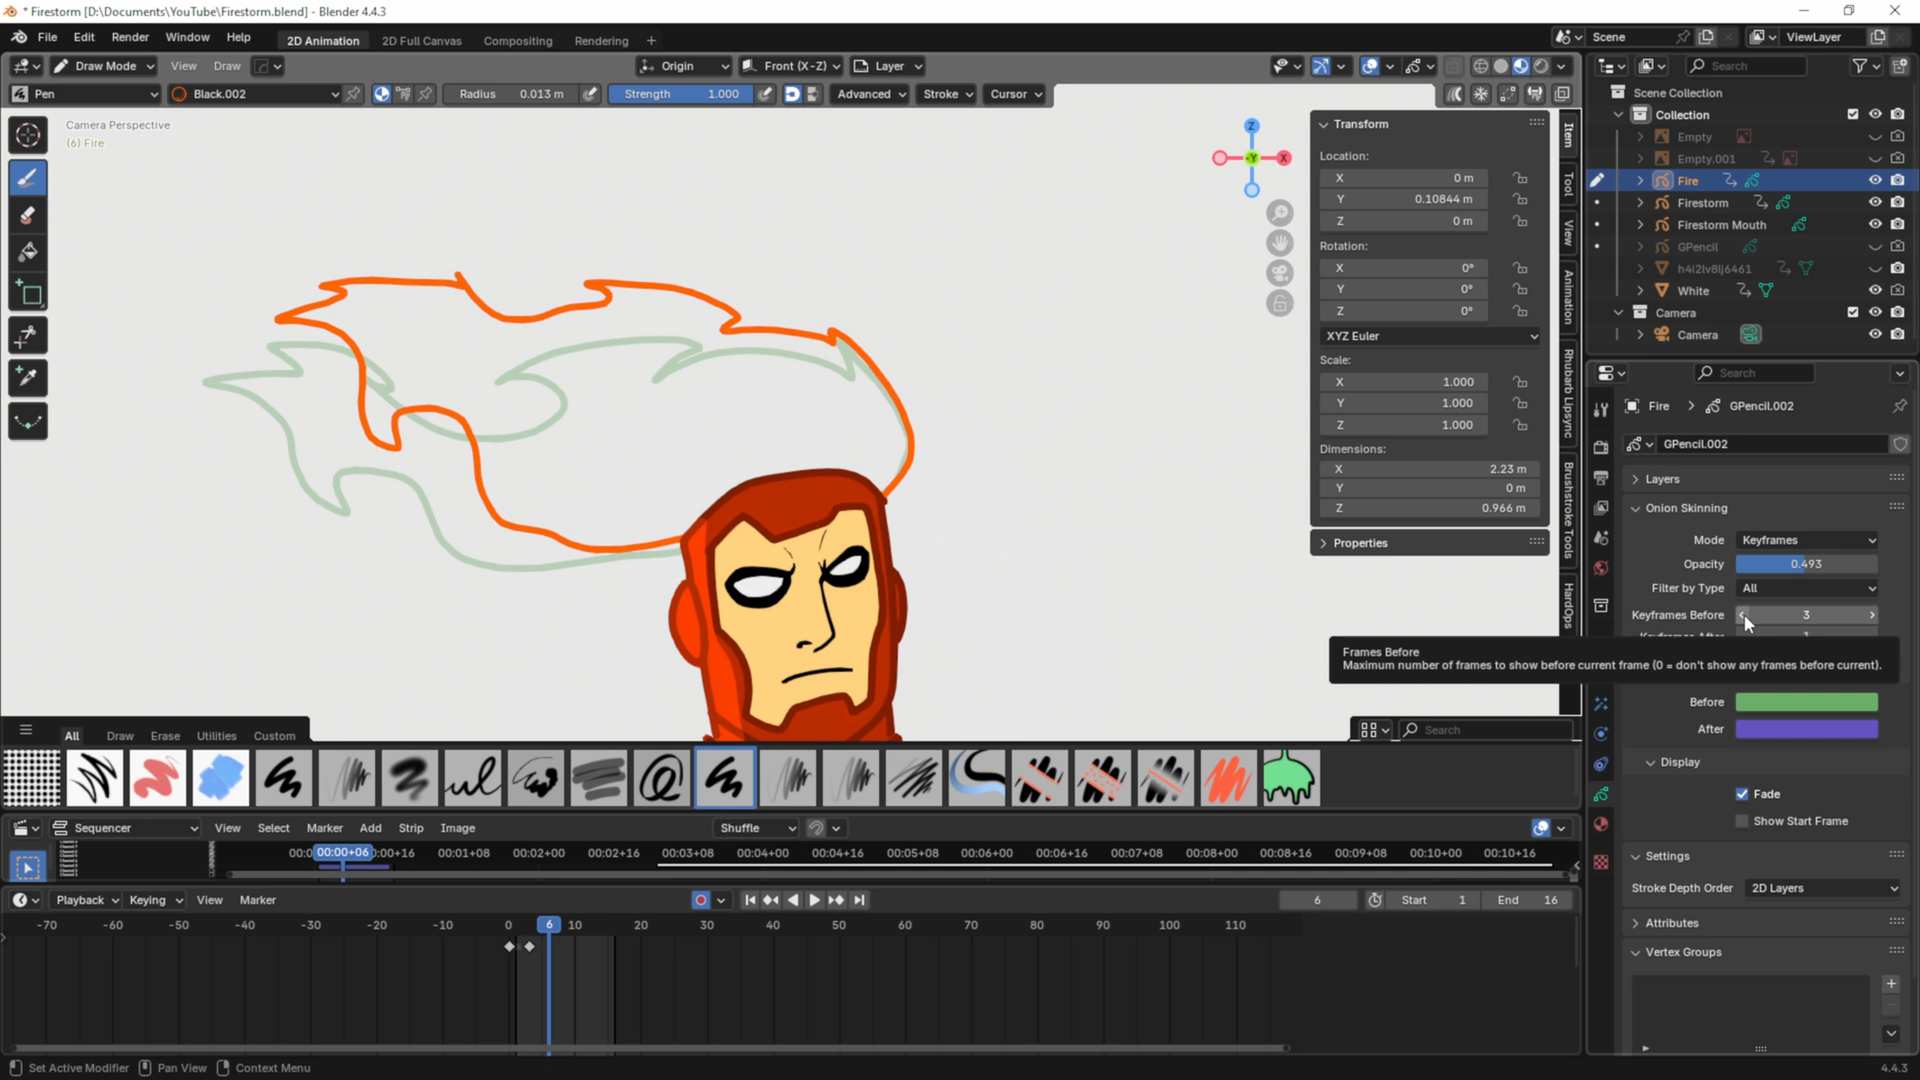 * Firestorm [D:\Documents\YouTube\Firestorm.blend] - Blender 4.4.3
File Edit Render Window Help 2D Animation 2D Full Canvas Compositing Rendering + Scene ViewLayer
Draw Mode View Draw Origin Front (X-Z) Layer Search
Pen Black.002 Radius 0.013 m Strength 1.000 Advanced Stroke Cursor
Scene Collection
Collection
Empty
Empty.001
Fire
Firestorm
Firestorm Mouth
GPencil
h4i2lv8lj6461
White
Camera
Camera
Camera Perspective
(6) Fire
Z
-Y
X
Transform
Location:
X 0 m
Y 0.10844 m
Z 0 m
Rotation:
X 0°
Y 0°
Z 0°
XYZ Euler
Scale:
X 1.000
Y 1.000
Z 1.000
Dimensions:
X 2.23 m
Y 0 m
Z 0.966 m
Properties
Item
Tool
View
Animation
Rhubarb Lipsync
Brushstroke Tools
HardOps
Search
Fire > GPencil.002
GPencil.002
Layers
Onion Skinning
Mode Keyframes
Opacity 0.493
Filter by Type All
Keyframes Before 3
Frames Before
Maximum number of frames to show before current frame (0 = don't show any frames before current).
Before
After
Display
Fade
Show Start Frame
Settings
Stroke Depth Order 2D Layers
Attributes
Vertex Groups
All Draw Erase Utilities Custom Search
Sequencer View Select Marker Add Strip Image Shuffle
00:00+06 00:00+16 00:01+08 00:02+00 00:02+16 00:03+08 00:04+00 00:04+16 00:05+08 00:06+00 00:06+16 00:07+08 00:08+00 00:08+16 00:09+08 00:10+00 00:10+16
Playback Keying View Marker 6 Start 1 End 16
-70 -60 -50 -40 -30 -20 -10 0 6 10 20 30 40 50 60 70 80 90 100 110
Set Active Modifier Pan View Context Menu 4.4.3